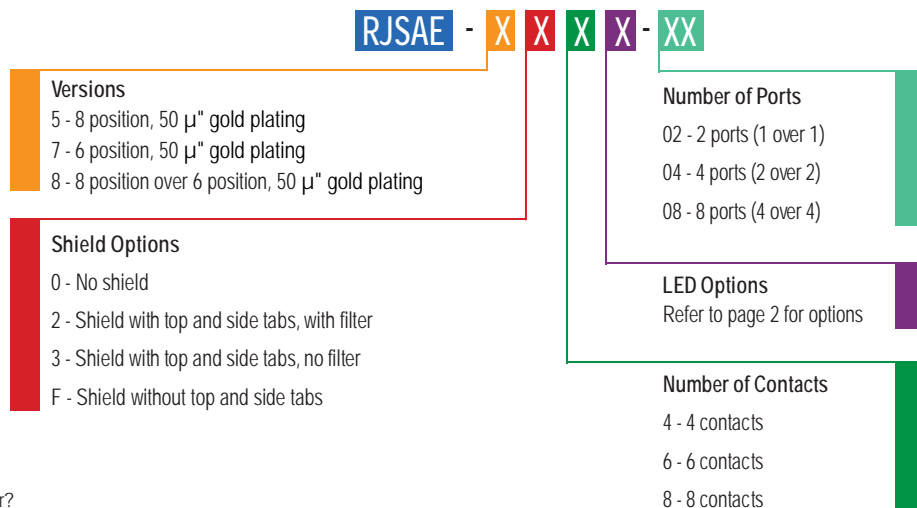 RJSAE - X X X X - XX
Versions
5 - 8 position, 50 µ" gold plating
7 - 6 position, 50 µ" gold plating
8 - 8 position over 6 position, 50 µ" gold plating
Shield Options
0 - No shield
2 - Shield with top and side tabs, with filter
3 - Shield with top and side tabs, no filter
F - Shield without top and side tabs
r?
Number of Ports
02 - 2 ports (1 over 1)
04 - 4 ports (2 over 2)
08 - 8 ports (4 over 4)
LED Options
Refer to page 2 for options
Number of Contacts
4 - 4 contacts
6 - 6 contacts
8 - 8 contacts